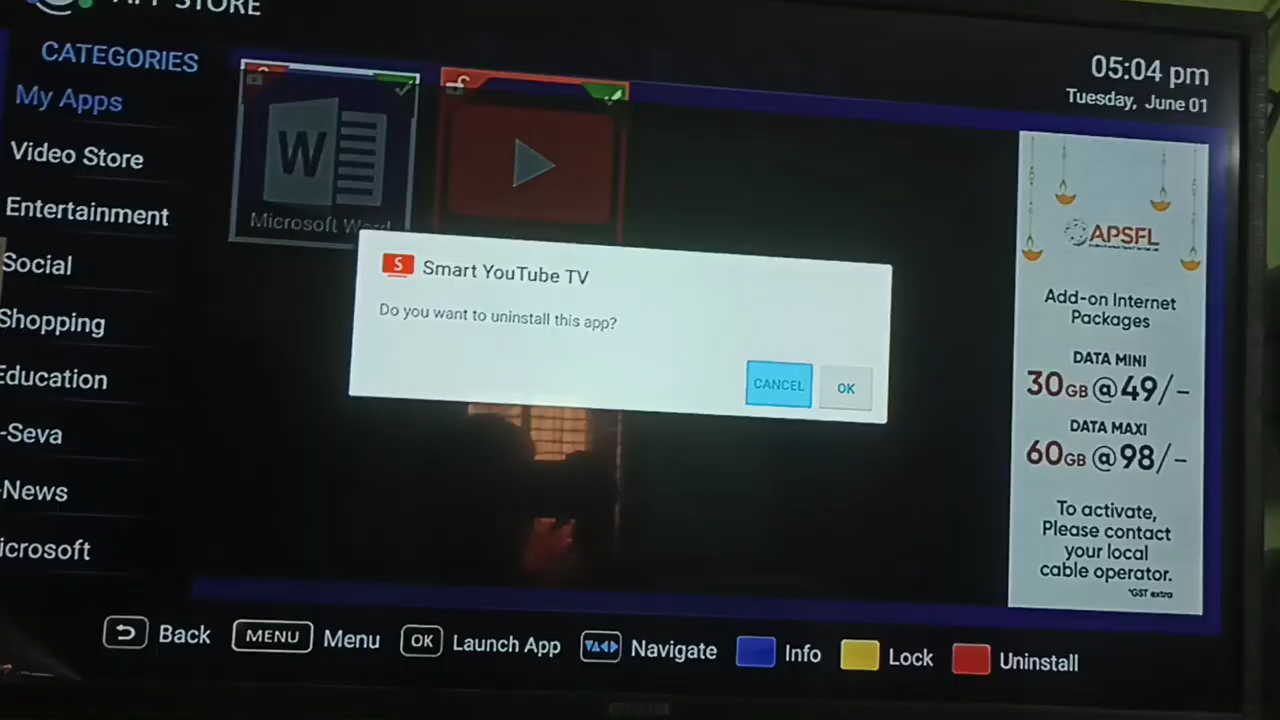 APP STORE
CATEGORIES
My Apps
Video Store
Entertainment
Social
Shopping
Education
-Seva
-News
icrosoft
W
Microsoft Word
S Smart YouTube TV
Do you want to uninstall this app?
CANCEL
OK
05:04 pm
Tuesday, June 01
APSFL
Add-on Internet
Packages
DATA MINI
30GB@49/-
DATA MAXI
60GB@98/-
To activate,
Please contact
your local
cable operator.
*GST extra
Back
MENU Menu
OK Launch App
Navigate
Info
Lock
Uninstall